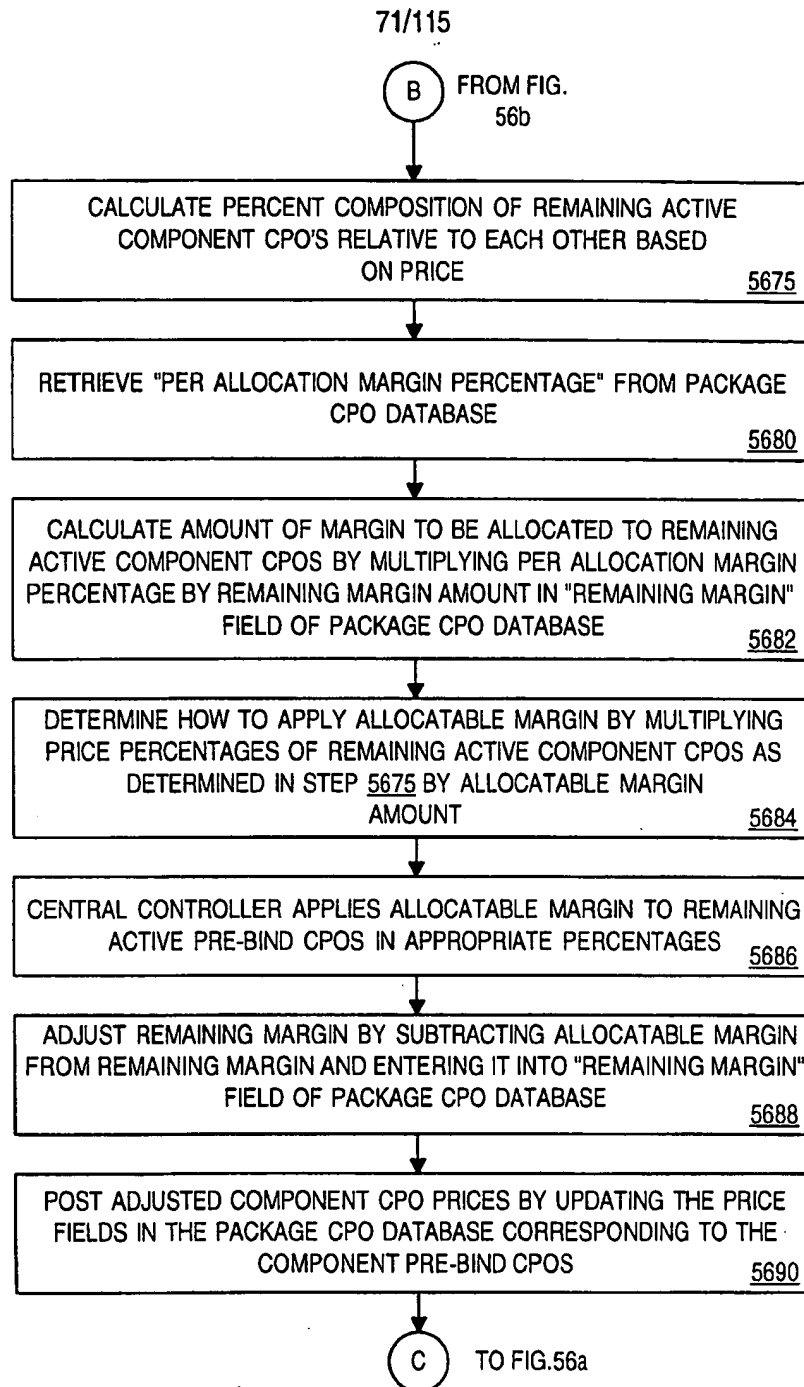 71/115
B
FROM FIG.
56b
CALCULATE PERCENT COMPOSITION OF REMAINING ACTIVE
COMPONENT CPO'S RELATIVE TO EACH OTHER BASED
ON PRICE
5675
RETRIEVE "PER ALLOCATION MARGIN PERCENTAGE" FROM PACKAGE
CPO DATABASE
5680
CALCULATE AMOUNT OF MARGIN TO BE ALLOCATED TO REMAINING
ACTIVE COMPONENT CPOS BY MULTIPLYING PER ALLOCATION MARGIN
PERCENTAGE BY REMAINING MARGIN AMOUNT IN "REMAINING MARGIN"
FIELD OF PACKAGE CPO DATABASE
5682
DETERMINE HOW TO APPLY ALLOCATABLE MARGIN BY MULTIPLYING
PRICE PERCENTAGES OF REMAINING ACTIVE COMPONENT CPOS AS
DETERMINED IN STEP 5675 BY ALLOCATABLE MARGIN
AMOUNT
5684
CENTRAL CONTROLLER APPLIES ALLOCATABLE MARGIN TO REMAINING
ACTIVE PRE-BIND CPOS IN APPROPRIATE PERCENTAGES
5686
ADJUST REMAINING MARGIN BY SUBTRACTING ALLOCATABLE MARGIN
FROM REMAINING MARGIN AND ENTERING IT INTO "REMAINING MARGIN"
FIELD OF PACKAGE CPO DATABASE
5688
POST ADJUSTED COMPONENT CPO PRICES BY UPDATING THE PRICE
FIELDS IN THE PACKAGE CPO DATABASE CORRESPONDING TO THE
COMPONENT PRE-BIND CPOS
5690
C
TO FIG.56a